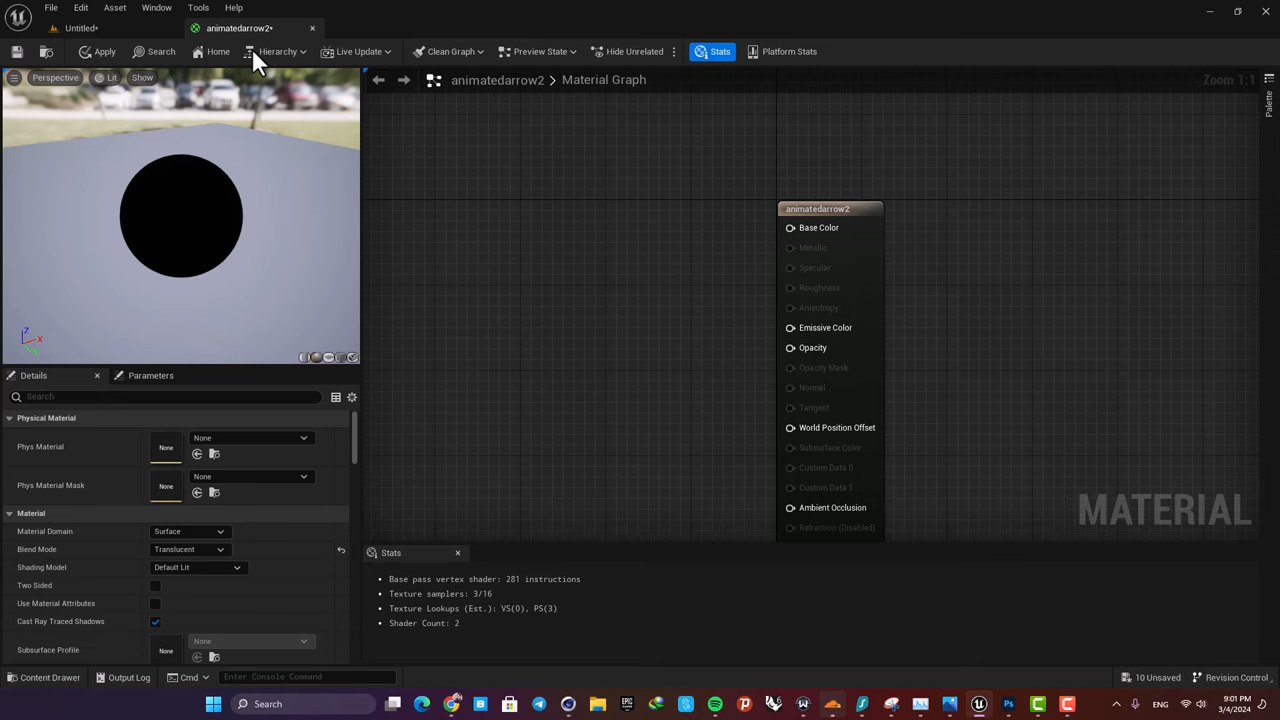 File Edit Asset Window Tools Help
Untitled* animatedarrow2*
Apply Search Home Hierarchy Live Update Clean Graph Preview State Hide Unrelated Stats Platform Stats
Perspective Lit Show
animatedarrow2 > Material Graph Zoom 1:1
Palette
animatedarrow2
Base Color
Metallic
Specular
Roughness
Anisotropy
Emissive Color
Opacity
Opacity Mask
Normal
Tangent
World Position Offset
Subsurface Color
Custom Data 0
Custom Data 1
Ambient Occlusion
Refraction (Disabled)
MATERIAL
Z
X
Y
Details Parameters
Search
Physical Material
Phys Material None None
Phys Material Mask None None
Material
Material Domain Surface
Blend Mode Translucent
Shading Model Default Lit
Two Sided
Use Material Attributes
Cast Ray Traced Shadows
Subsurface Profile None None
Stats
Base pass vertex shader: 281 instructions
Texture samplers: 3/16
Texture Lookups (Est.): VS(0), PS(3)
Shader Count: 2
Content Drawer Output Log Cmd Enter Console Command 10 Unsaved Revision Control
Search
9:01 PM
3/4/2024